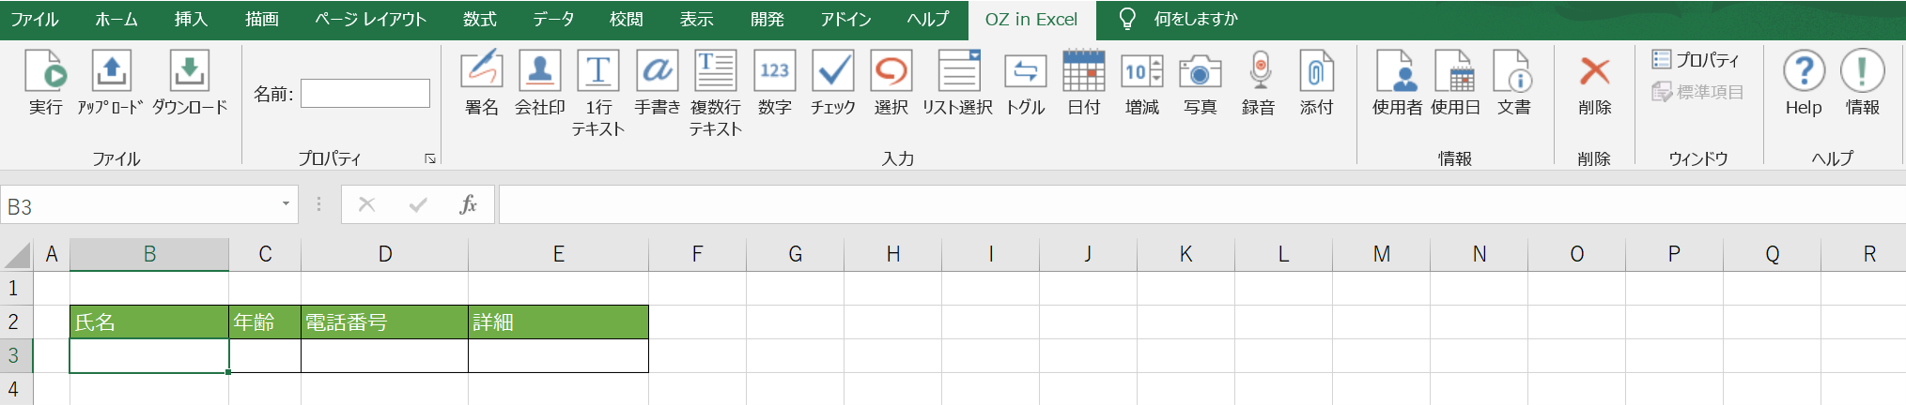 ファイル ホーム 挿入 描画 ページ レイアウト 数式 データ 校閲 表示 開発 アドイン ヘルプ OZ in Excel 何をしますか
実行 アップロード ダウンロード
ファイル
名前:
プロパティ
署名 会社印 1行テキスト 手書き 複数行テキスト 数字 チェック 選択 リスト選択 トグル 日付 増減 写真 録音 添付
T a T 123 10
入力
使用者 使用日 文書
情報
削除
削除
プロパティ
標準項目
ウィンドウ
Help 情報
ヘルプ
B3 fx
A B C D E F G H I J K L M N O P Q R
1
2 氏名 年齢 電話番号 詳細
3
4